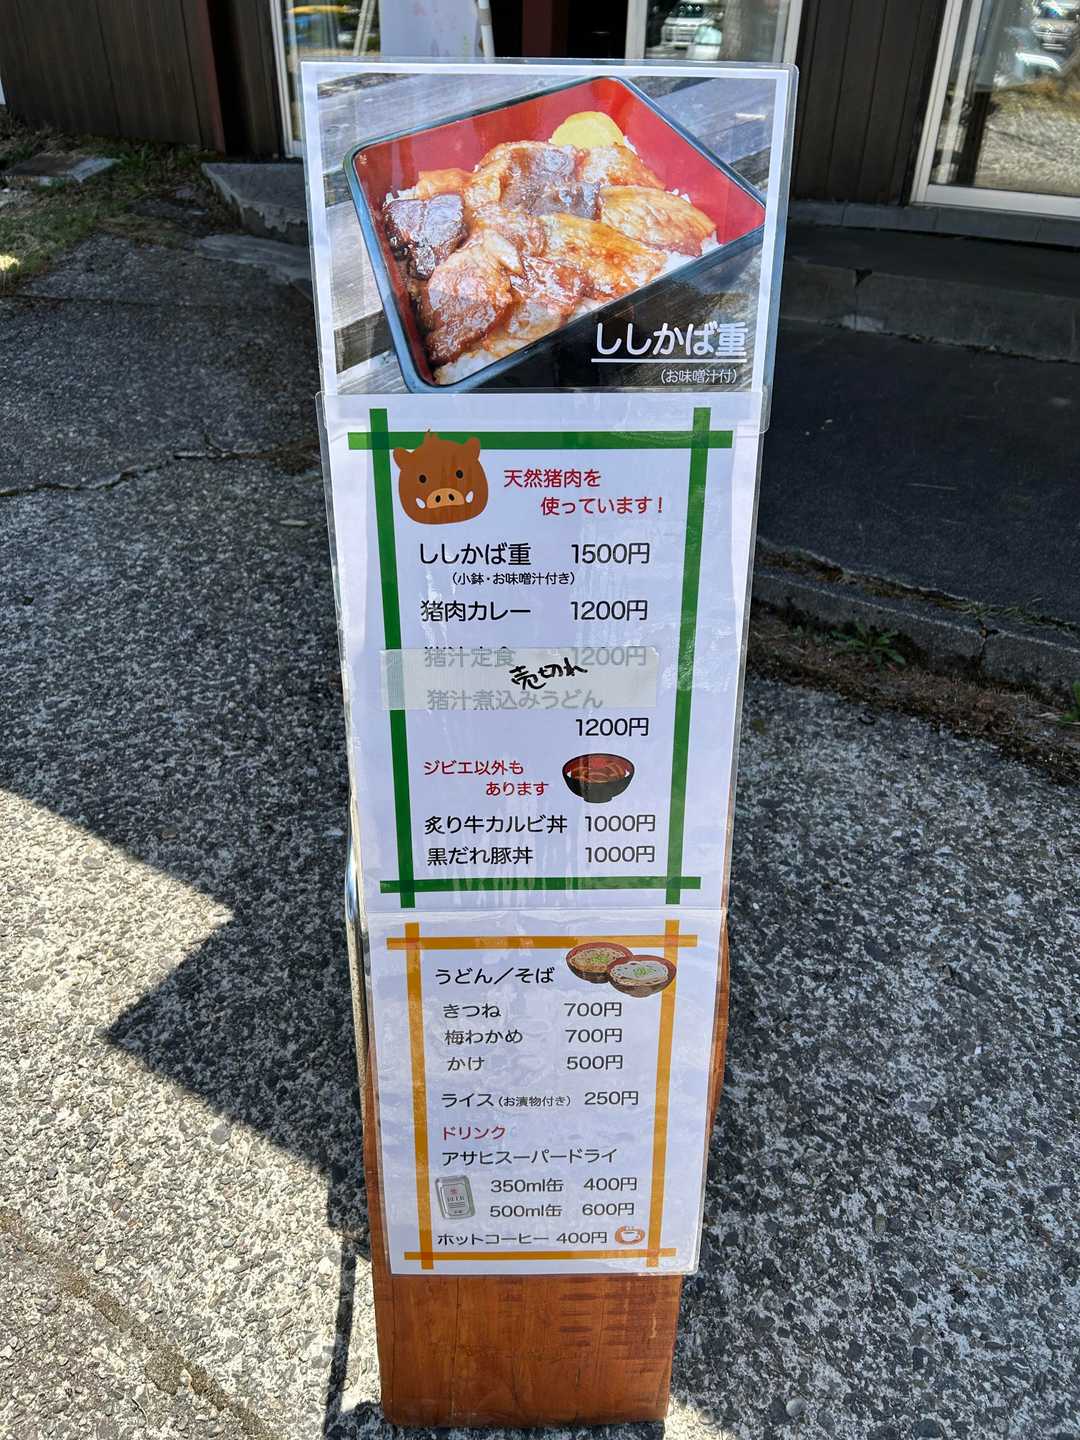 ししかば重
(お味噌汁付)
天然猪肉を
使っています！
ししかば重 1500円
(小鉢・お味噌汁付き)
猪肉カレー 1200円
猪汁定食 1200円
売切れ
猪汁煮込みうどん
1200円
ジビエ以外も
あります
炙り牛カルビ丼 1000円
黒だれ豚丼 1000円
うどん／そば
きつね 700円
梅わかめ 700円
かけ 500円
ライス(お漬物付き) 250円
ドリンク
アサヒスーパードライ
350ml缶 400円
500ml缶 600円
ホットコーヒー 400円